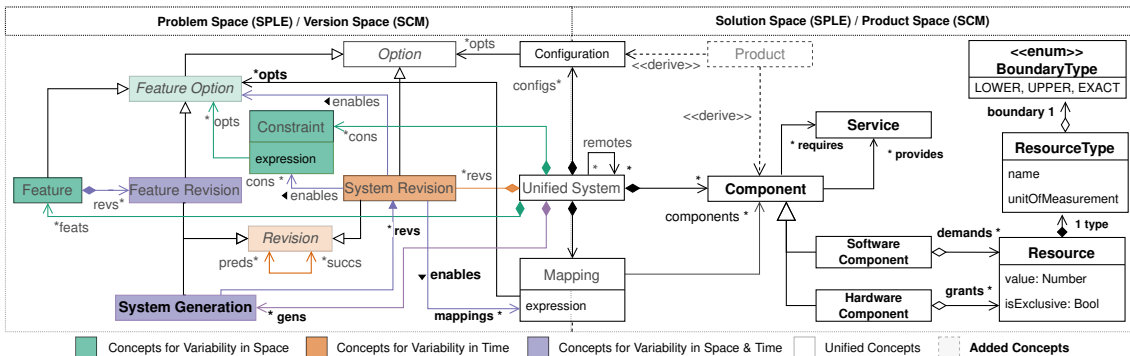 Problem Space (SPLE) / Version Space (SCM)
Solution Space (SPLE) / Product Space (SCM)
Option
*opts
Configuration
Product
<<derive>>
<<enum>>
BoundaryType
LOWER, UPPER, EXACT
*opts
Feature Option
enables
configs*
<<derive>>
boundary 1
* opts
Constraint
*cons
expression
remotes
*
*
Service
* requires
* provides
ResourceType
name
unitOfMeasurement
Feature
revs*
Feature Revision
cons *
enables
System Revision
*revs
Unified System
*
Component
components *
*feats
* revs
1 type
Revision
preds*
*succs
Software
Component
demands *
Resource
value: Number
isExclusive: Bool
enables
Mapping
expression
System Generation
* gens
mappings *
Hardware
Component
grants *
Concepts for Variability in Space
Concepts for Variability in Time
Concepts for Variability in Space & Time
Unified Concepts
Added Concepts